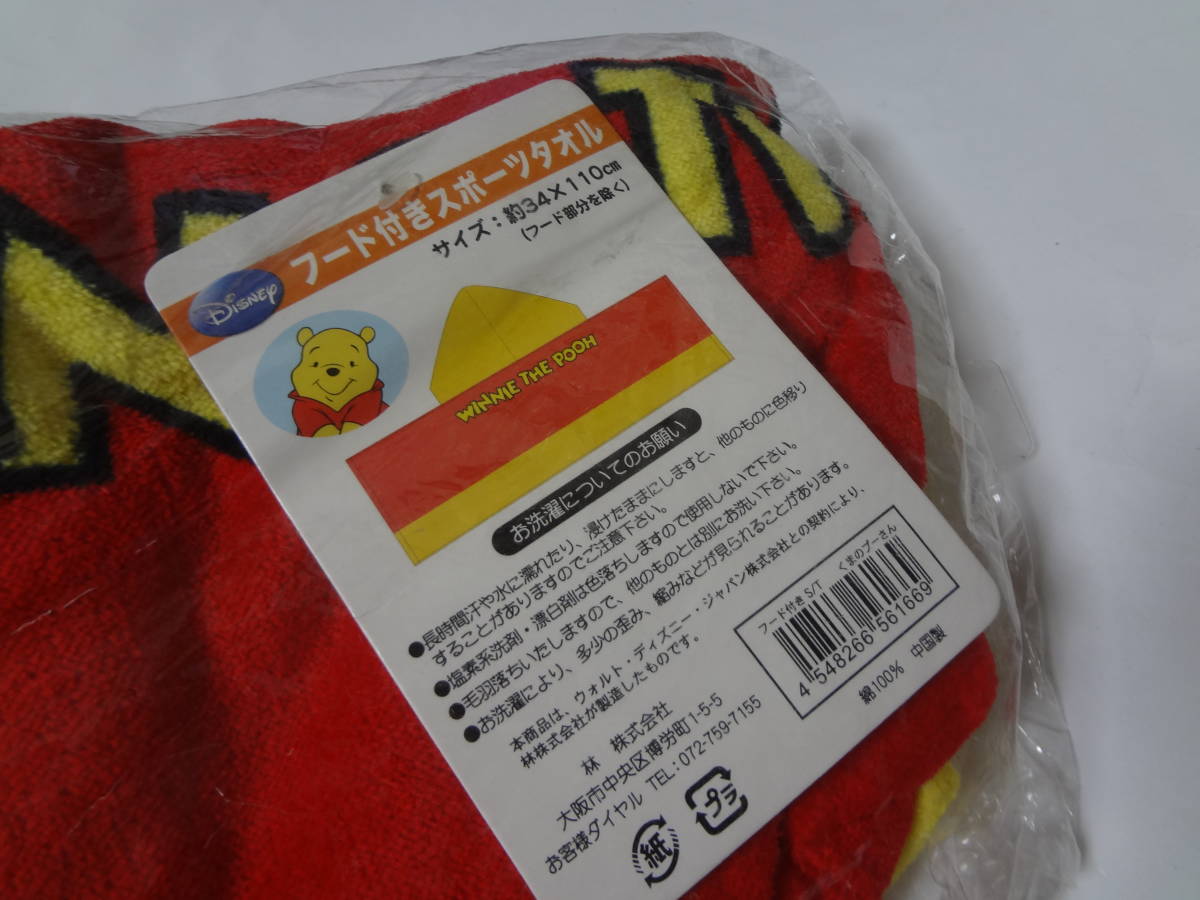 フード付きスポーツタオル
DISNEY
サイズ：約34×110cm
(フード部分を除く)
WINNIE THE POOH
お洗濯についてのお願い
●長時間汗や水に濡れたり、浸けたままにしますと、他のものに色移り
することがありますのでご注意下さい。
●塩素系洗剤・漂白剤は色落ちしますので使用しないで下さい。
●毛羽落ちいたしますので、他のものとは別にお洗い下さい。
●お洗濯により、多少の歪み、縮みなどが見られることがあります。
本商品は、ウォルト・ディズニー・ジャパン株式会社との契約により、
林株式会社が製造したものです。
林 株式会社
大阪市中央区博労町1-5-5
お客様ダイヤル TEL：072-759-7155
フード付き S/T くまのプーさん
4 548266 561669
綿100% 中国製
紙
プラ